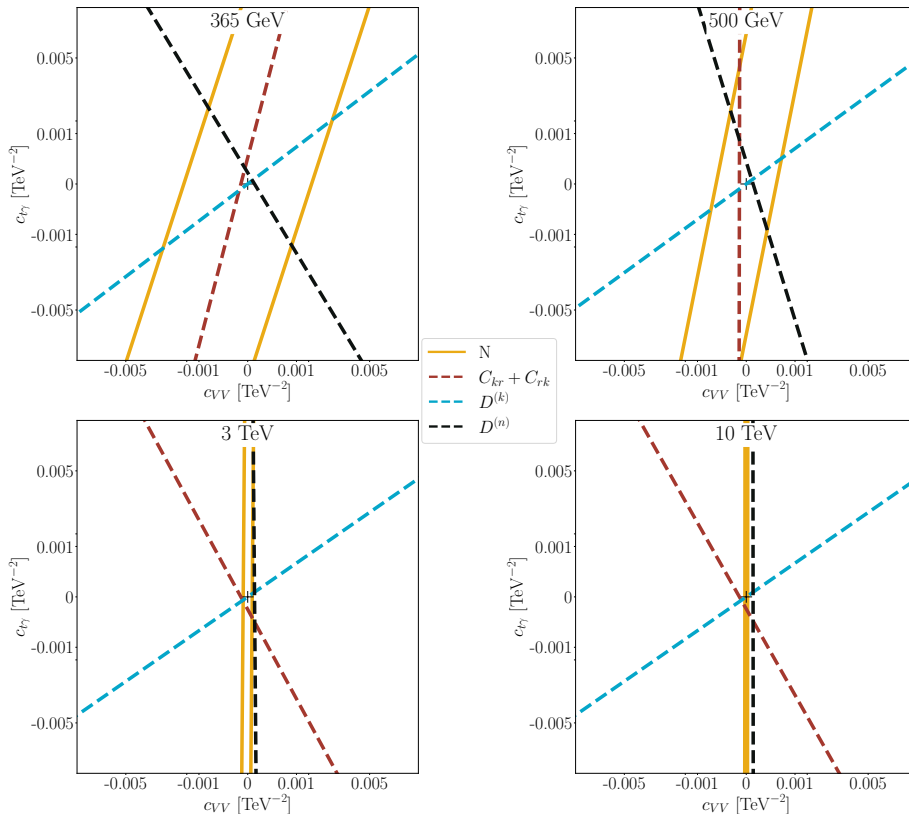 365 GeV
0.005
0.001
0
-0.001
-0.005
c_{tγ} [TeV⁻²]
-0.005
-0.001
0
0.001
0.005
c_{VV} [TeV⁻²]
500 GeV
0.005
0.001
0
-0.001
-0.005
c_{tγ} [TeV⁻²]
-0.005
-0.001
0
0.001
0.005
c_{VV} [TeV⁻²]
N
C_{kr} + C_{rk}
D^{(k)}
D^{(n)}
3 TeV
0.005
0.001
0
-0.001
-0.005
c_{tγ} [TeV⁻²]
-0.005
-0.001
0
0.001
0.005
c_{VV} [TeV⁻²]
10 TeV
0.005
0.001
0
-0.001
-0.005
c_{tγ} [TeV⁻²]
-0.005
-0.001
0
0.001
0.005
c_{VV} [TeV⁻²]